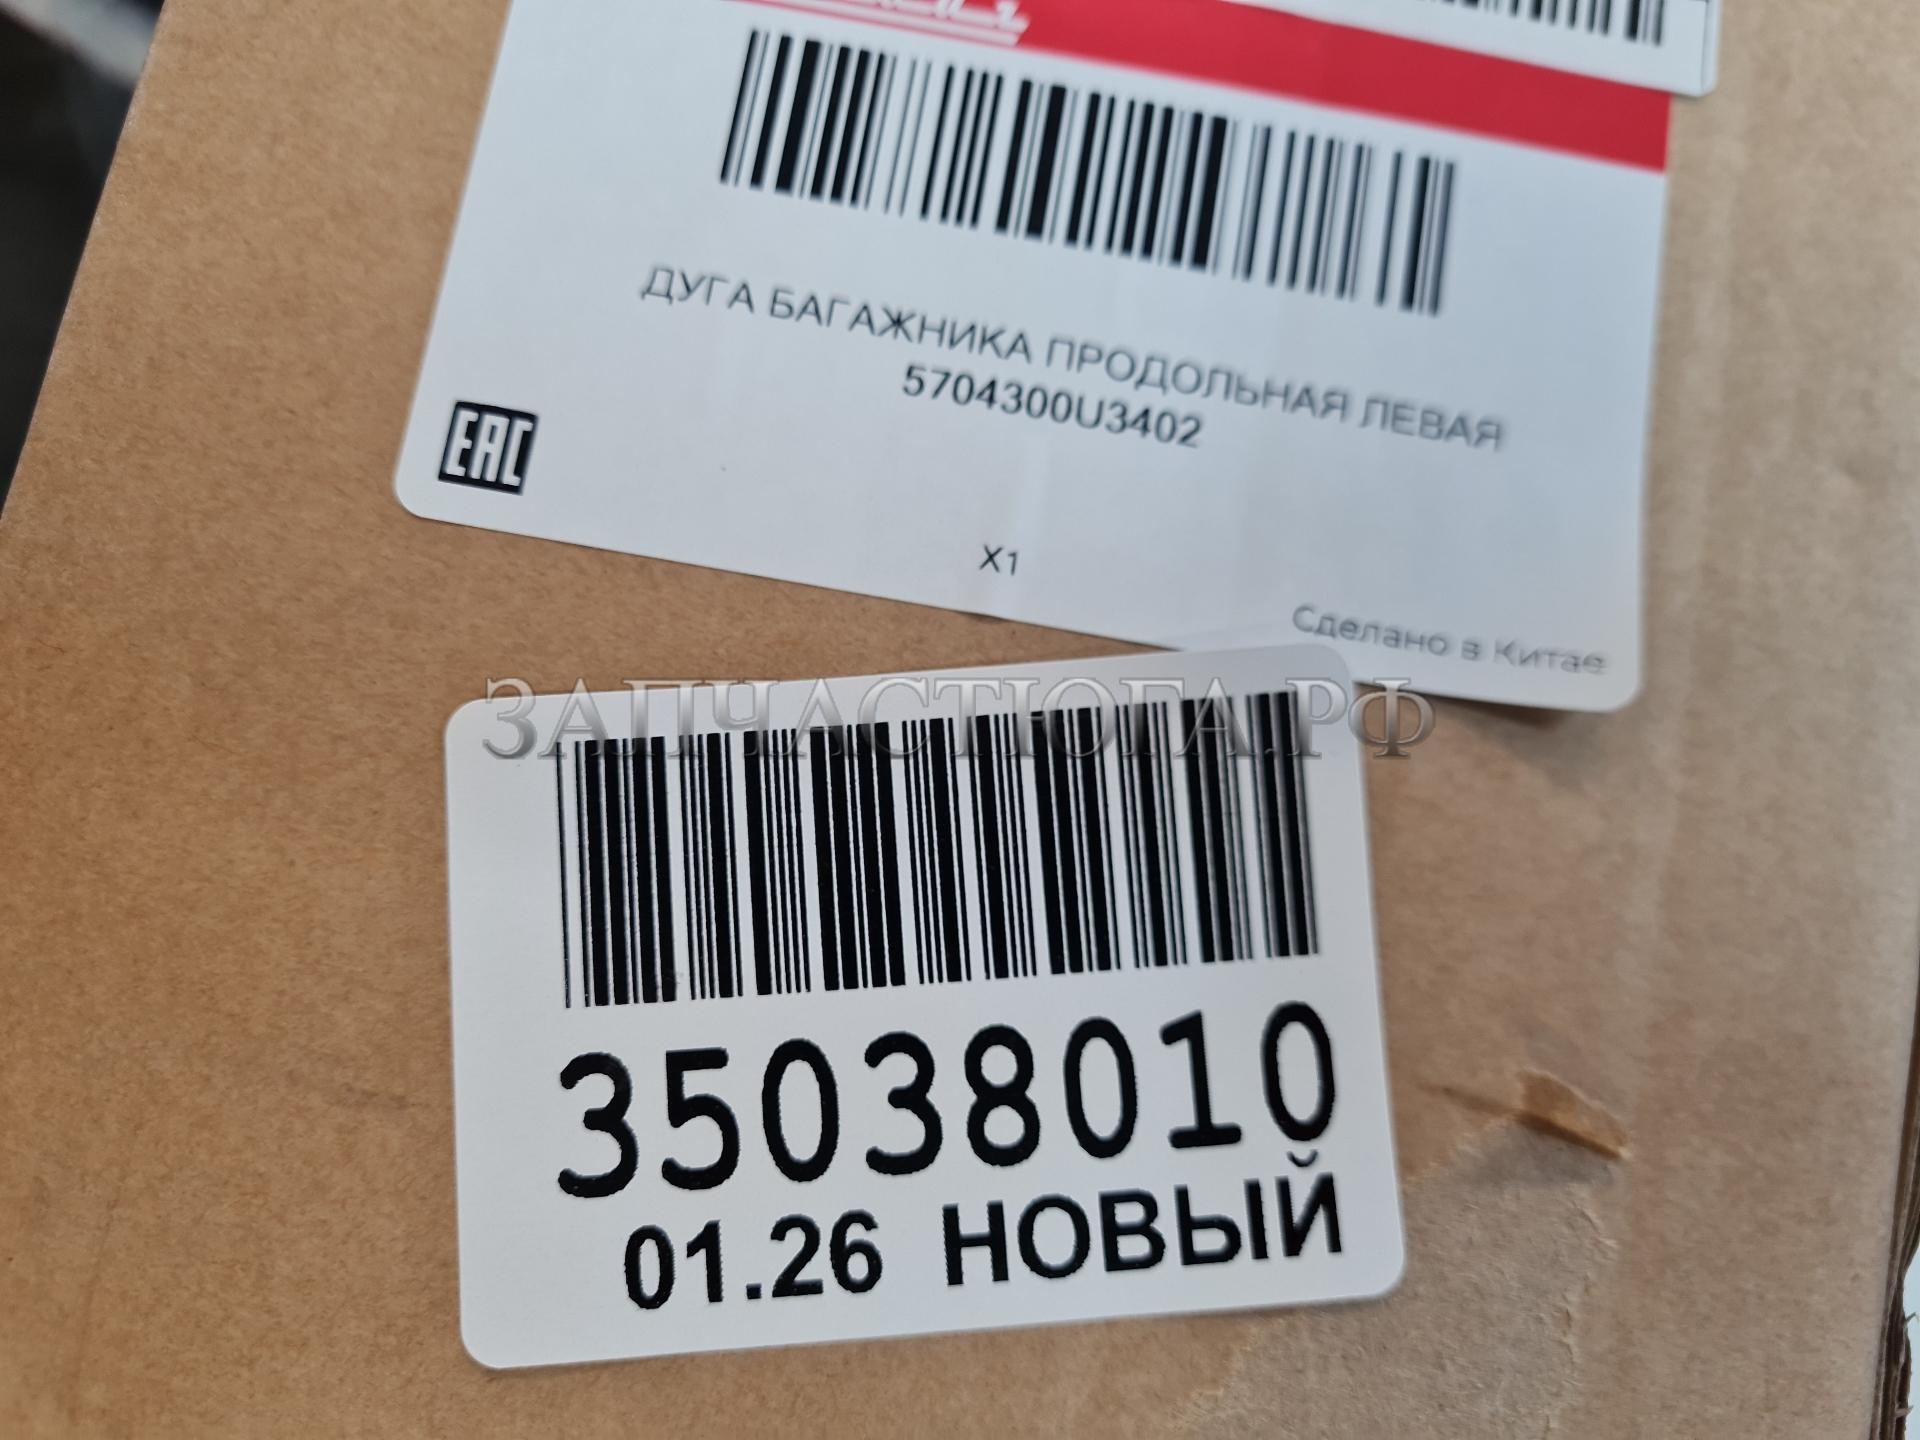 ДУГА БАГАЖНИКА ПРОДОЛЬНАЯ ЛЕВАЯ
5704300U3402
EAC
X1
Сделано в Китае
ЗАПЧАСТЮГА.РФ
35038010
01.26 НОВЫЙ